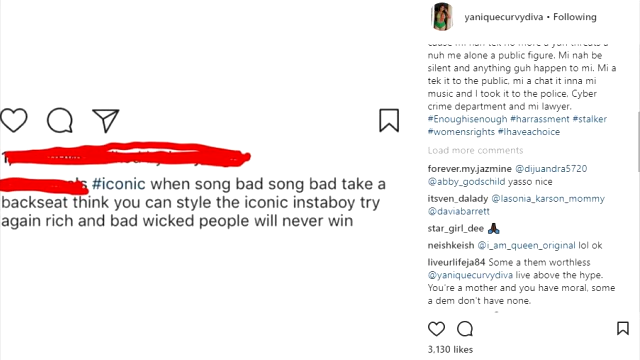 #iconic when song bad song bad take a
backseat think you can style the iconic instaboy try
again rich and bad wicked people will never win
yaniquecurvydiva • Following
cause Mi nah tek no more a yuh threats a
nuh me alone a public figure. Mi nah be
silent and anything guh happen to mi. Mi a
tek it to the public, mi a chat it inna mi
music and I took it to the police. Cyber
crime department and mi lawyer.
#Enoughisenough #harrassment #stalker
#womensrights #Ihaveachoice
Load more comments
forever.my.jazmine @dijuandra5720
@abby_godschild yasso nice
itsven_dalady @lasonia_karson_mommy
@daviabarrett
star_girl_dee
neishkeish @i_am_queen_original lol ok
liveurlifeja84 Some a them worthless
@yaniquecurvydiva live above the hype.
You're a mother and you have moral, some
a dem don't have none.
3,130 likes